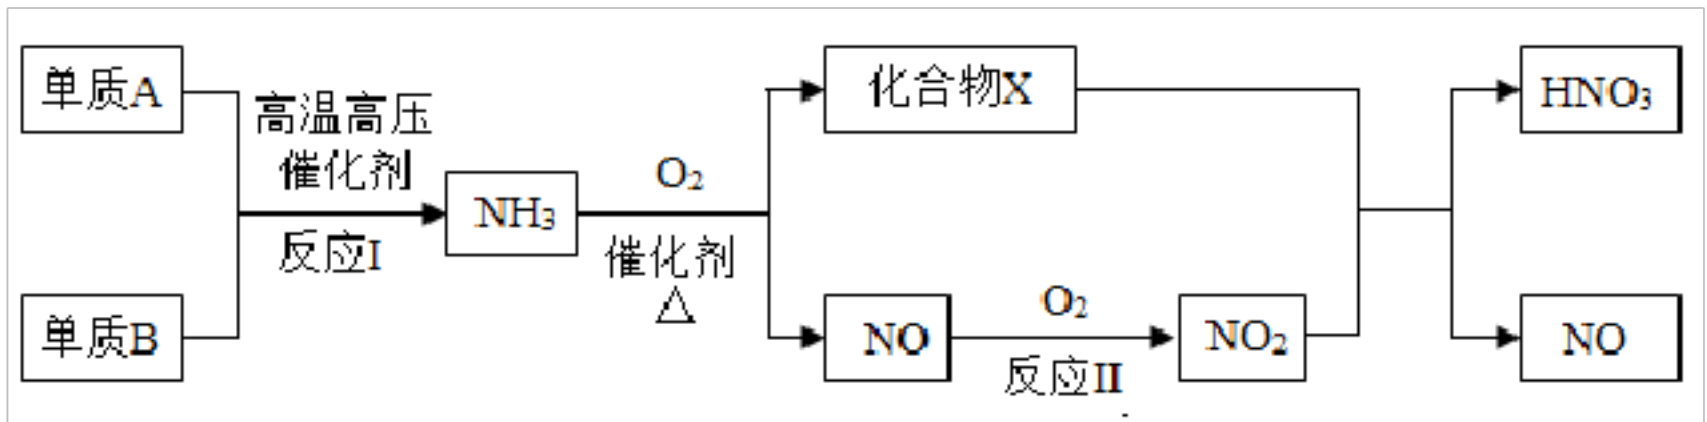 单质A
高温高压
催化剂
反应I
单质B
NH₃
O₂
催化剂
△
化合物X
NO
O₂
反应II
NO₂
HNO₃
NO